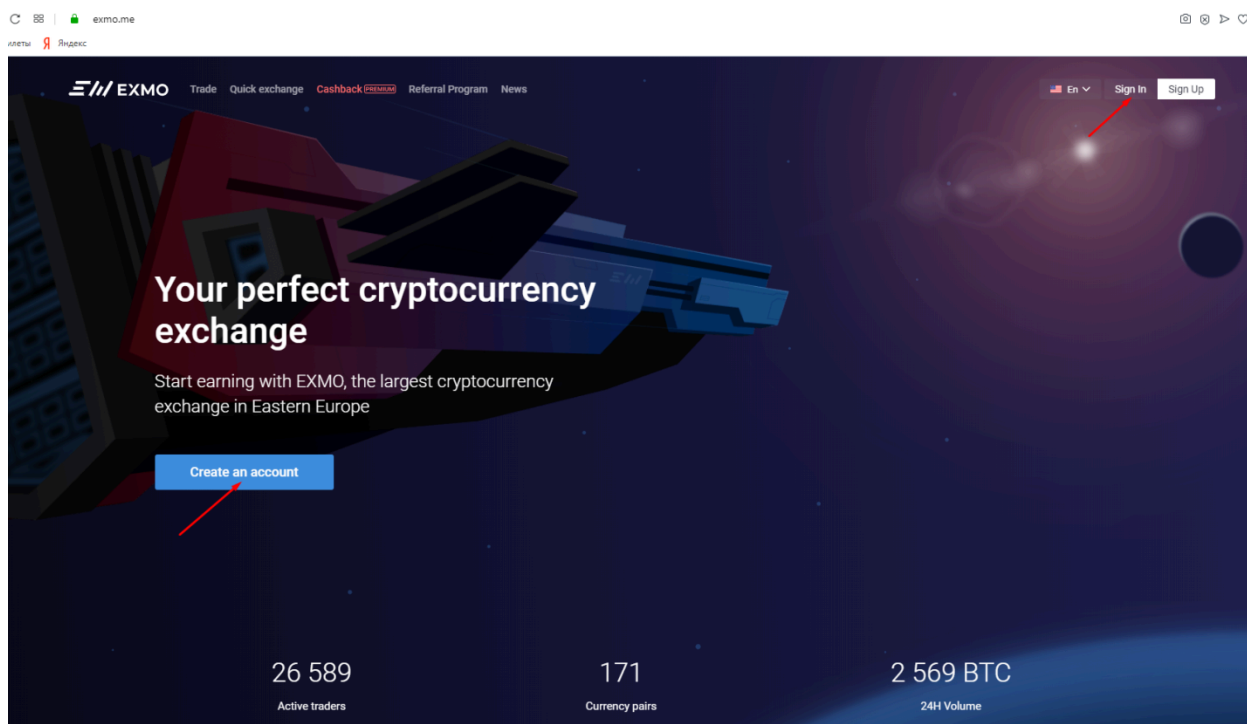 exmo.me
Яндекс
EXMO Trade Quick exchange Cashback PREMIUM Referral Program News En Sign In Sign Up
Your perfect cryptocurrency
exchange
Start earning with EXMO, the largest cryptocurrency
exchange in Eastern Europe
Create an account
26 589 171 2 569 BTC
Active traders Currency pairs 24H Volume